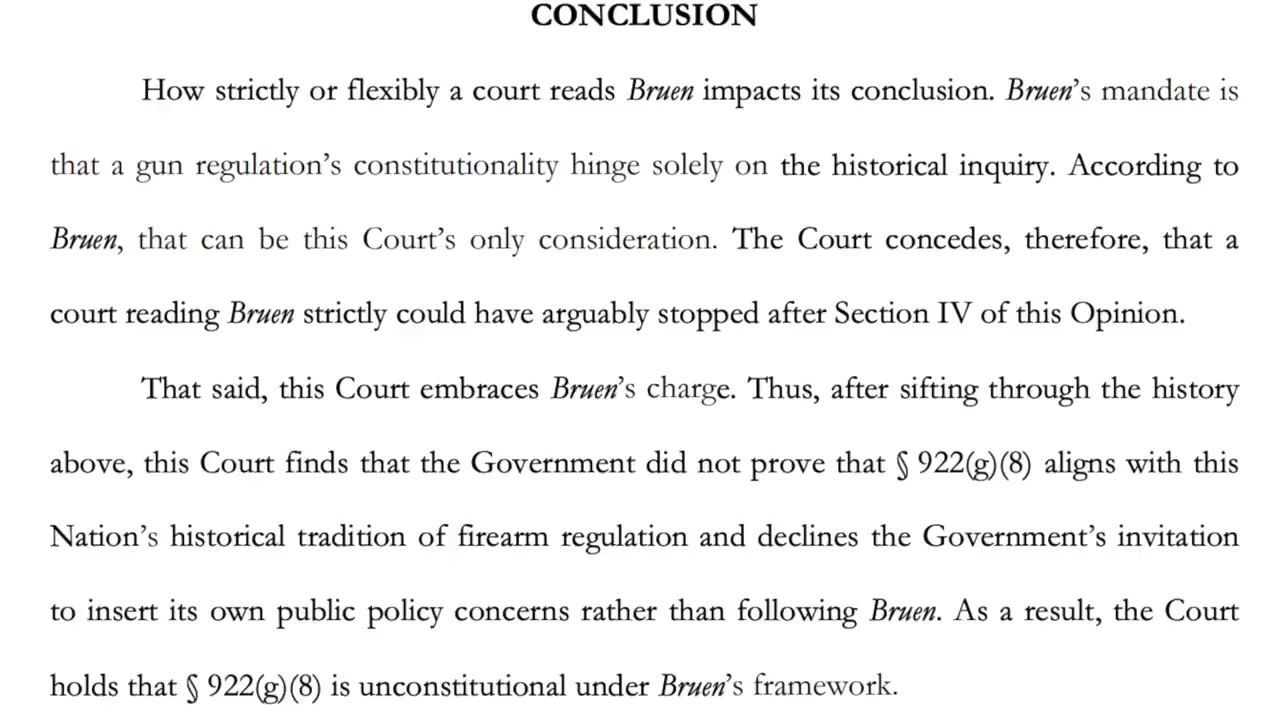 CONCLUSION
How strictly or flexibly a court reads Bruen impacts its conclusion. Bruen’s mandate is
that a gun regulation’s constitutionality hinge solely on the historical inquiry. According to
Bruen, that can be this Court’s only consideration. The Court concedes, therefore, that a
court reading Bruen strictly could have arguably stopped after Section IV of this Opinion.
That said, this Court embraces Bruen’s charge. Thus, after sifting through the history
above, this Court finds that the Government did not prove that § 922(g)(8) aligns with this
Nation’s historical tradition of firearm regulation and declines the Government’s invitation
to insert its own public policy concerns rather than following Bruen. As a result, the Court
holds that § 922(g)(8) is unconstitutional under Bruen’s framework.